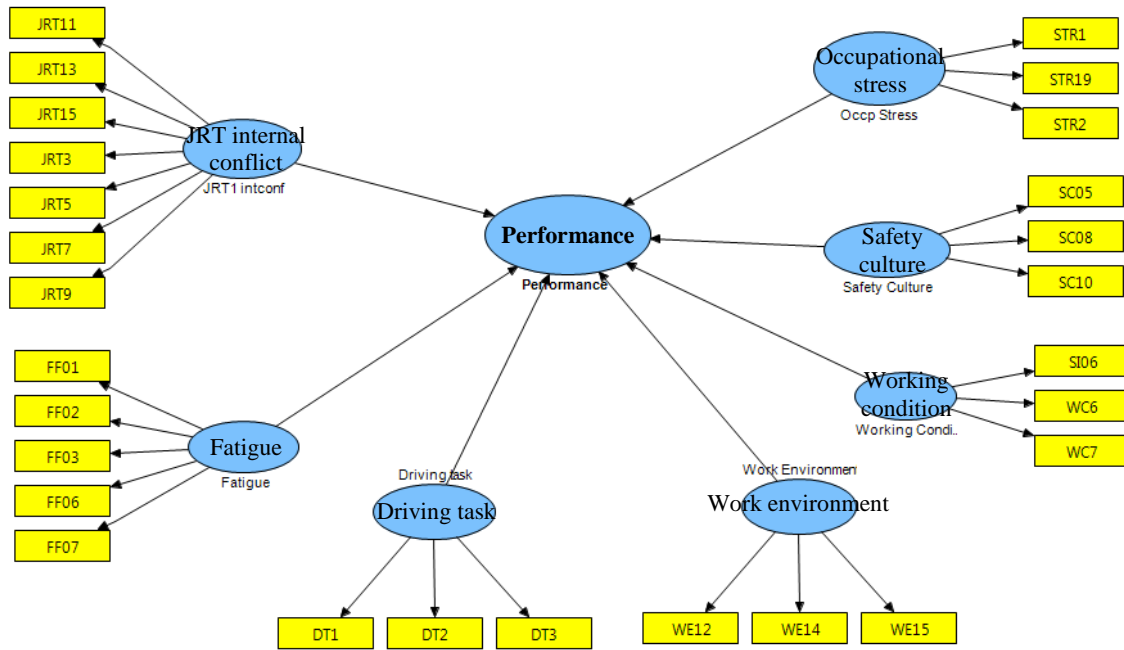 JRT11
JRT13
JRT15
JRT3
JRT5
JRT7
JRT9
JRT internal
conflict
JRT1 intconf
Occupational
stress
Occp Stress
STR1
STR19
STR2
Performance
Performance
Safety
culture
Safety Culture
SC05
SC08
SC10
Working
condition
Working Condi..
SI06
WC6
WC7
FF01
FF02
FF03
FF06
FF07
Fatigue
Fatigue
Driving task
Driving task
DT1
DT2
DT3
Work Environment
Work environment
WE12
WE14
WE15